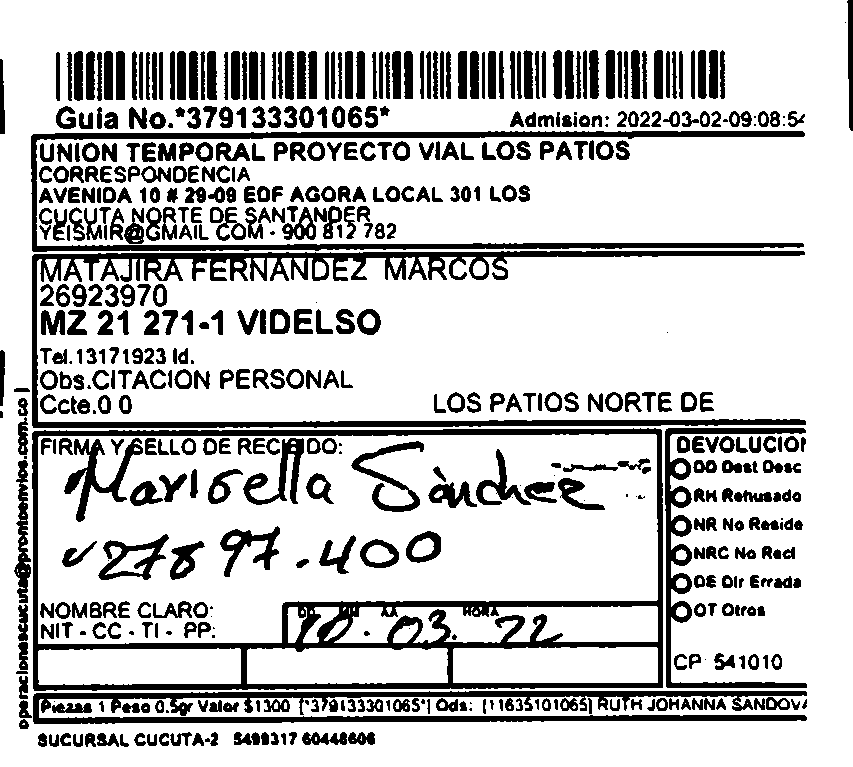 Guia No.*379133301065*
Admision: 2022-03-02-09:08:54
UNION TEMPORAL PROYECTO VIAL LOS PATIOS
CORRESPONDENCIA
AVENIDA 10 # 29-09 EDF AGORA LOCAL 301 LOS
CUCUTA NORTE DE SANTANDER
YEISMIR@GMAIL COM - 900 812 782
MATAJIRA FERNANDEZ MARCOS
26923970
MZ 21 271-1 VIDELSO
Tel.13171923 Id.
Obs.CITACION PERSONAL
Ccte.0 0
LOS PATIOS NORTE DE
operacionescucuta@prontoenvios.com.co
FIRMA Y SELLO DE RECIBIDO:
Marisella Sánchez
27897.400
NOMBRE CLARO:
NIT - CC - TI - PP:
DD MM AA HORA
10. 03. 22
DEVOLUCION
DD Dest Desc
RH Rehusado
NR No Reside
NRC No Recl
DE Dir Errada
OT Otros
CP 541010
Piezas 1 Peso 0.5gr Valor $1300 [*379133301065*] Ods: [11635101065] RUTH JOHANNA SANDOVA
SUCURSAL CUCUTA-2 5499317 60448606